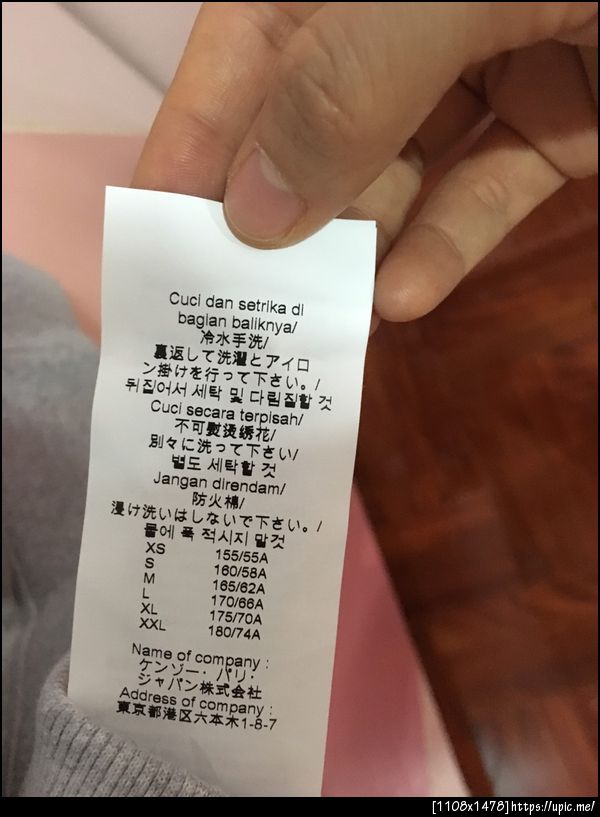 Cuci dan setrika di
bagian baliknya/
冷水手洗/
裏返して洗濯とアイロ
ン掛けを行って下さい。/
뒤집어서 세탁 및 다림질할 것
Cuci secara terpisah/
不可熨烫绣花/
別々に洗って下さい/
별도 세탁할 것
Jangan direndam/
防火棉/
浸け洗いはしないで下さい。/
물에 푹 적시지 말것
XS 155/55A
S 160/58A
M 165/62A
L 170/66A
XL 175/70A
XXL 180/74A
Name of company :
ケンゾー・パリ・
ジャパン株式会社
Address of company :
東京都港区六本木1-8-7
[1108x1478]https://upic.me/